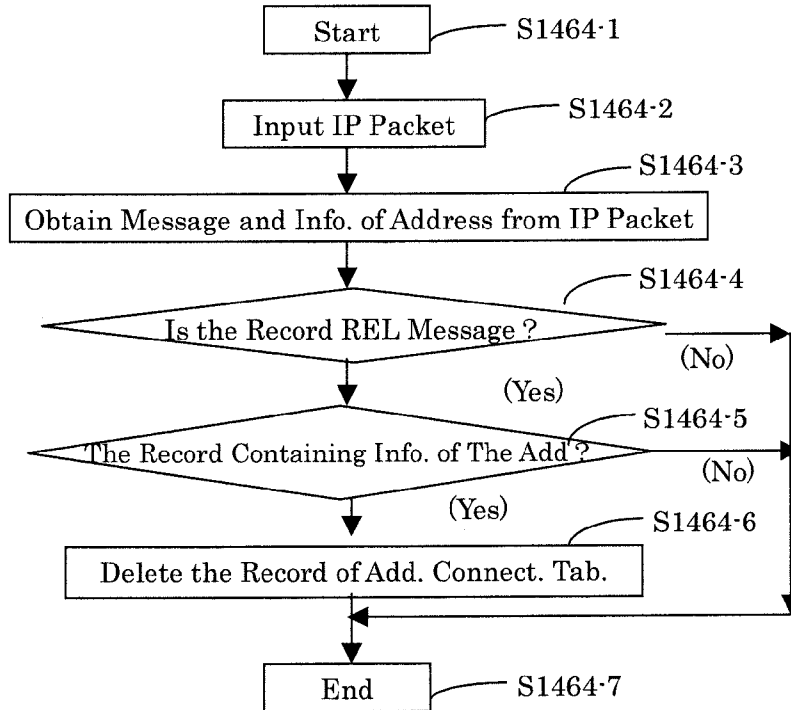 Start
S1464-1
Input IP Packet
S1464-2
S1464-3
Obtain Message and Info. of Address from IP Packet
S1464-4
Is the Record REL Message ?
(No)
(Yes)
S1464-5
The Record Containing Info. of The Add ?
(No)
(Yes)
S1464-6
Delete the Record of Add. Connect. Tab.
End
S1464-7